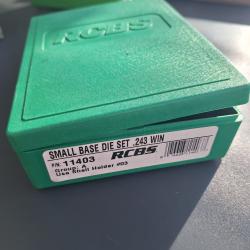 RCBS
SMALL BASE DIE SET .243 WIN
P/N 11403 RCBS
Group: A
Use Shell Holder #03